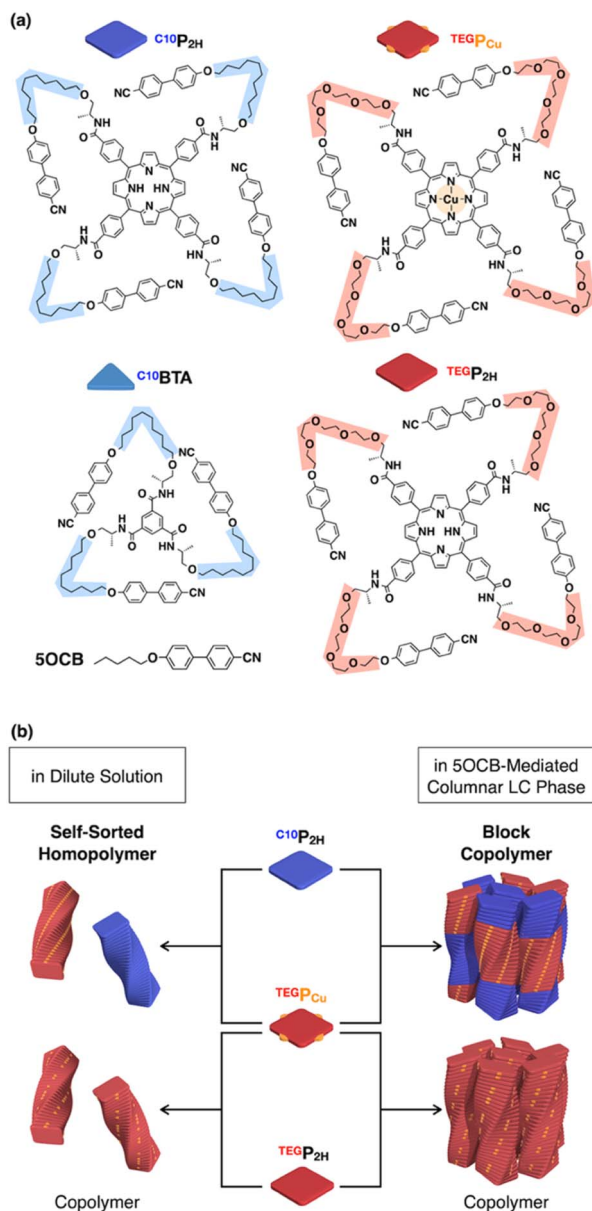 (a)
C10P2H
TEGPCu
C10BTA
TEGP2H
5OCB
(b)
in Dilute Solution
in 5OCB-Mediated
Columnar LC Phase
Self-Sorted
Homopolymer
C10P2H
Block
Copolymer
TEGPCu
TEGP2H
Copolymer
Copolymer